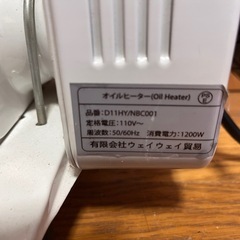 オイルヒーター(Oil Heater)
品番：D11HY/NBC001
定格電圧：110V～
周波数：50/60Hz 消費電力：1200W
有限会社ウェイウェイ貿易